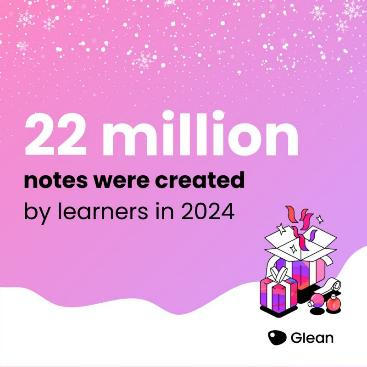 22 million
notes were created
by learners in 2024
Glean